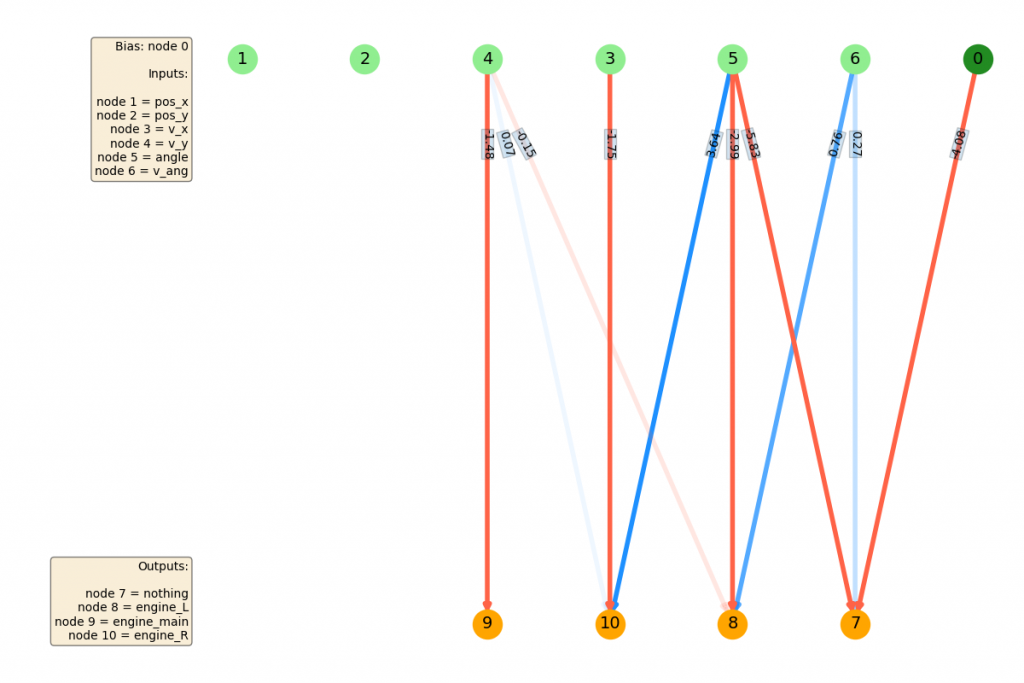 Bias: node 0
Inputs:
node 1 = pos_x
node 2 = pos_y
node 3 = v_x
node 4 = v_y
node 5 = angle
node 6 = v_ang
1
2
4
3
5
6
0
-1.48
0.07
-0.15
-1.75
3.64
-2.99
-5.83
0.76
0.27
-4.08
Outputs:
node 7 = nothing
node 8 = engine_L
node 9 = engine_main
node 10 = engine_R
9
10
8
7